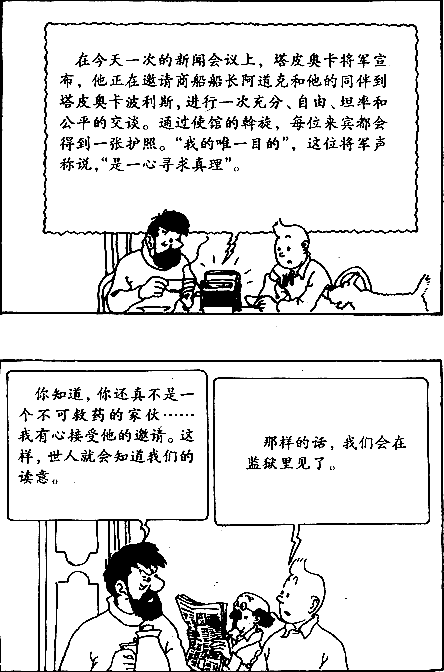 在今天一次的新闻会议上，塔皮奥卡将军宣
布，他正在邀请商船船长阿道克和他的同伴到
塔皮奥卡波利斯，进行一次充分、自由、坦率和
公平的交谈。通过使馆的斡旋，每位来宾都会
得到一张护照。“我的唯一目的”，这位将军声
称说，“是一心寻求真理”。
你知道，你还真不是一
个不可救药的家伙……
我有心接受他的邀请。这
样，世人就会知道我们的
读意。
那样的话，我们会在
监狱里见了。